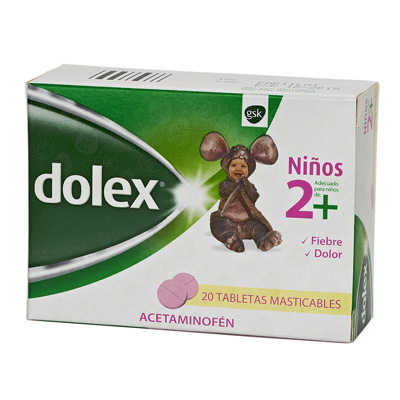 gsk
dolex®
Niños
Adecuado
para niños
de:
2+
✓ Fiebre
✓ Dolor
20 TABLETAS MASTICABLES
ACETAMINOFÉN